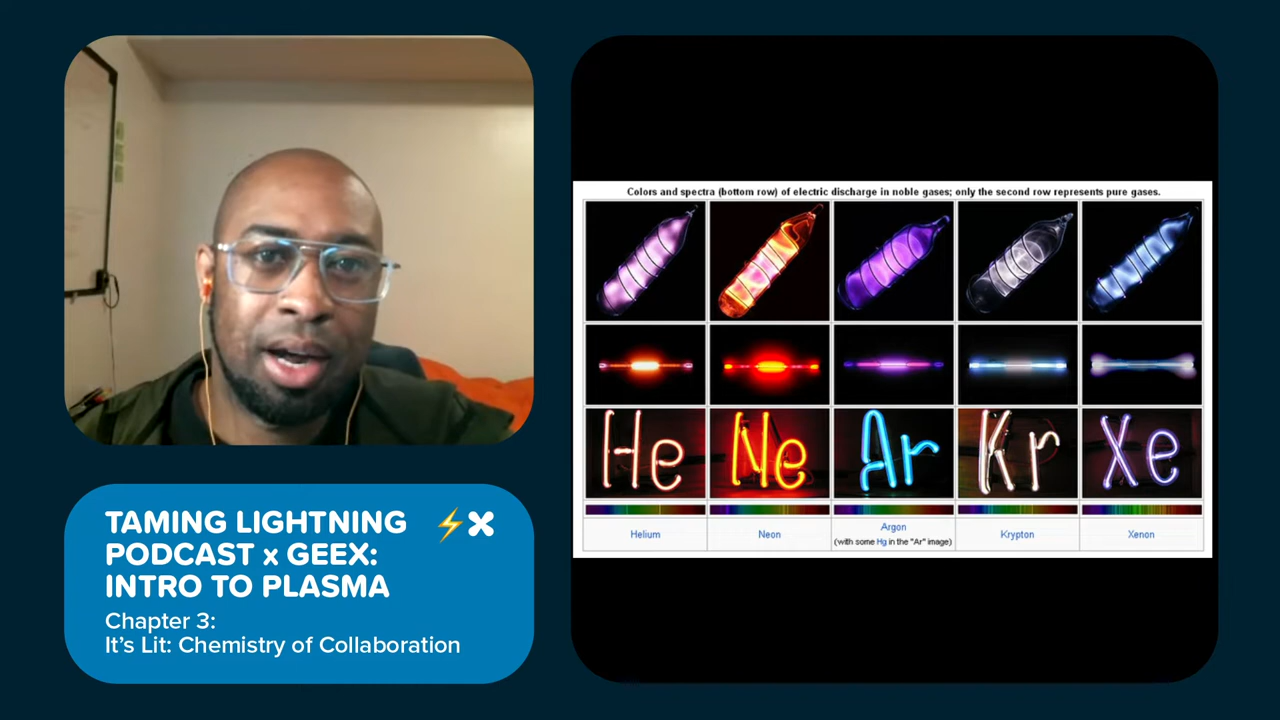 TAMING LIGHTNING
PODCAST x GEEX:
INTRO TO PLASMA
Chapter 3:
It’s Lit: Chemistry of Collaboration
Colors and spectra (bottom row) of electric discharge in noble gases; only the second row represents pure gases.
He Ne Ar Kr Xe
Helium Neon Argon Krypton Xenon
(with some Hg in the "Ar" image)